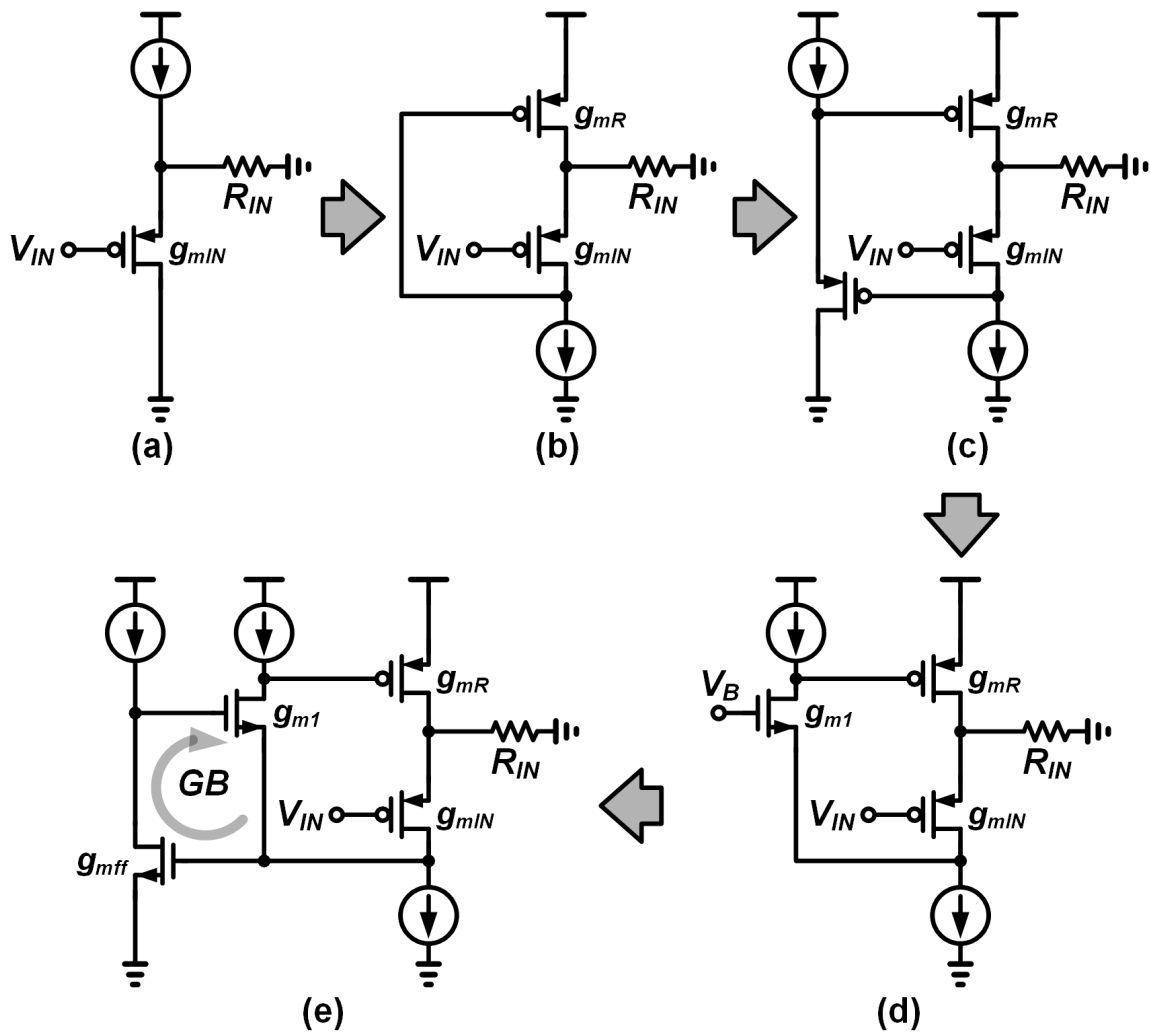 R_IN
V_IN
g_mIN
(a)
g_mR
R_IN
V_IN
g_mIN
(b)
g_mR
R_IN
V_IN
g_mIN
(c)
g_mR
g_m1
GB
R_IN
V_IN
g_mIN
g_mff
(e)
g_mR
V_B
g_m1
R_IN
V_IN
g_mIN
(d)